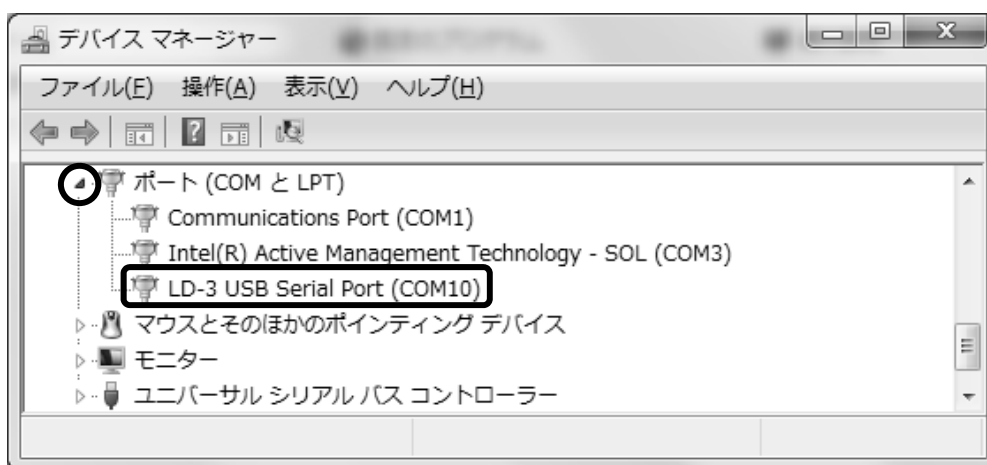 デバイス マネージャー
ファイル(F) 操作(A) 表示(V) ヘルプ(H)
ポート (COM と LPT)
Communications Port (COM1)
Intel(R) Active Management Technology - SOL (COM3)
LD-3 USB Serial Port (COM10)
マウスとそのほかのポインティング デバイス
モニター
ユニバーサル シリアル バス コントローラー